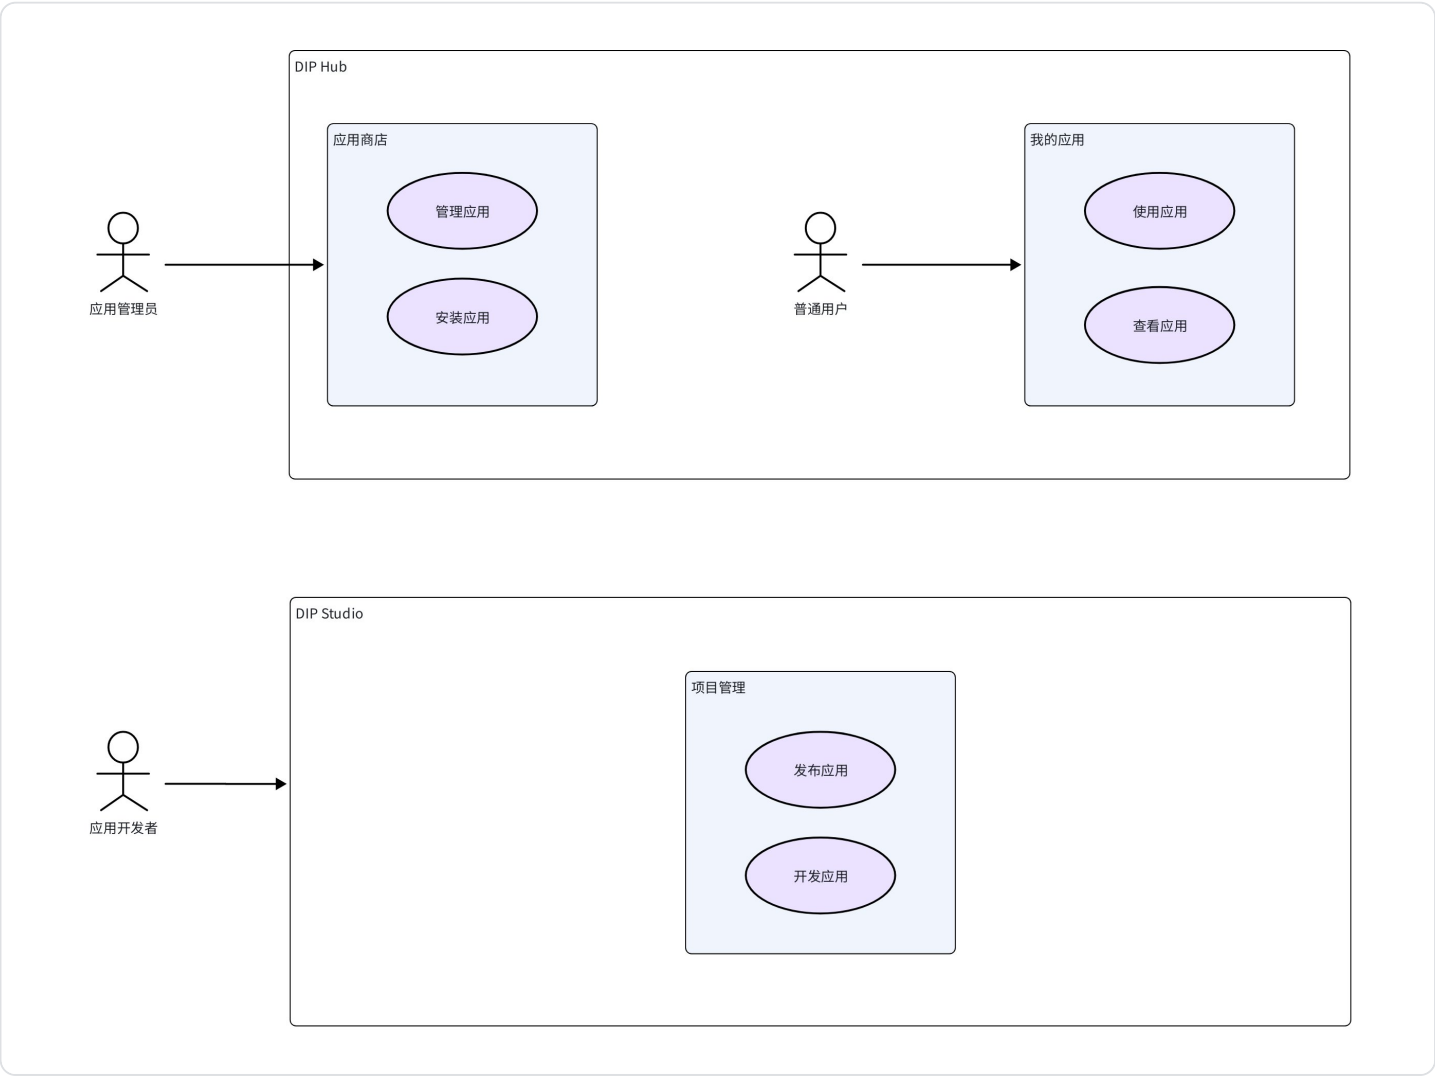 DIP Hub
应用商店
管理应用
安装应用
应用管理员
普通用户
我的应用
使用应用
查看应用
DIP Studio
项目管理
发布应用
开发应用
应用开发者